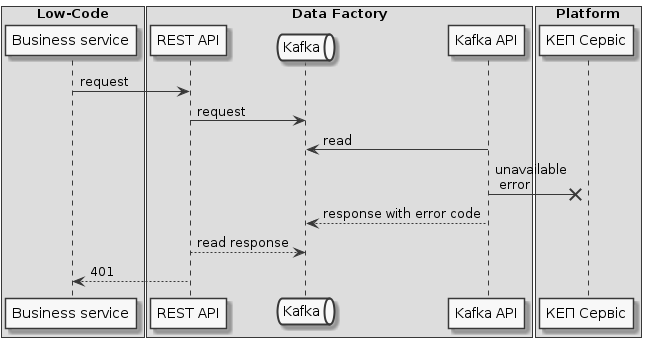 Low-Code
Data Factory
Platform
Business service
REST API
Kafka
Kafka API
КЕП Сервіс
request
request
read
unavailable
error
response with error code
read response
401
Business service
REST API
Kafka
Kafka API
КЕП Сервіс